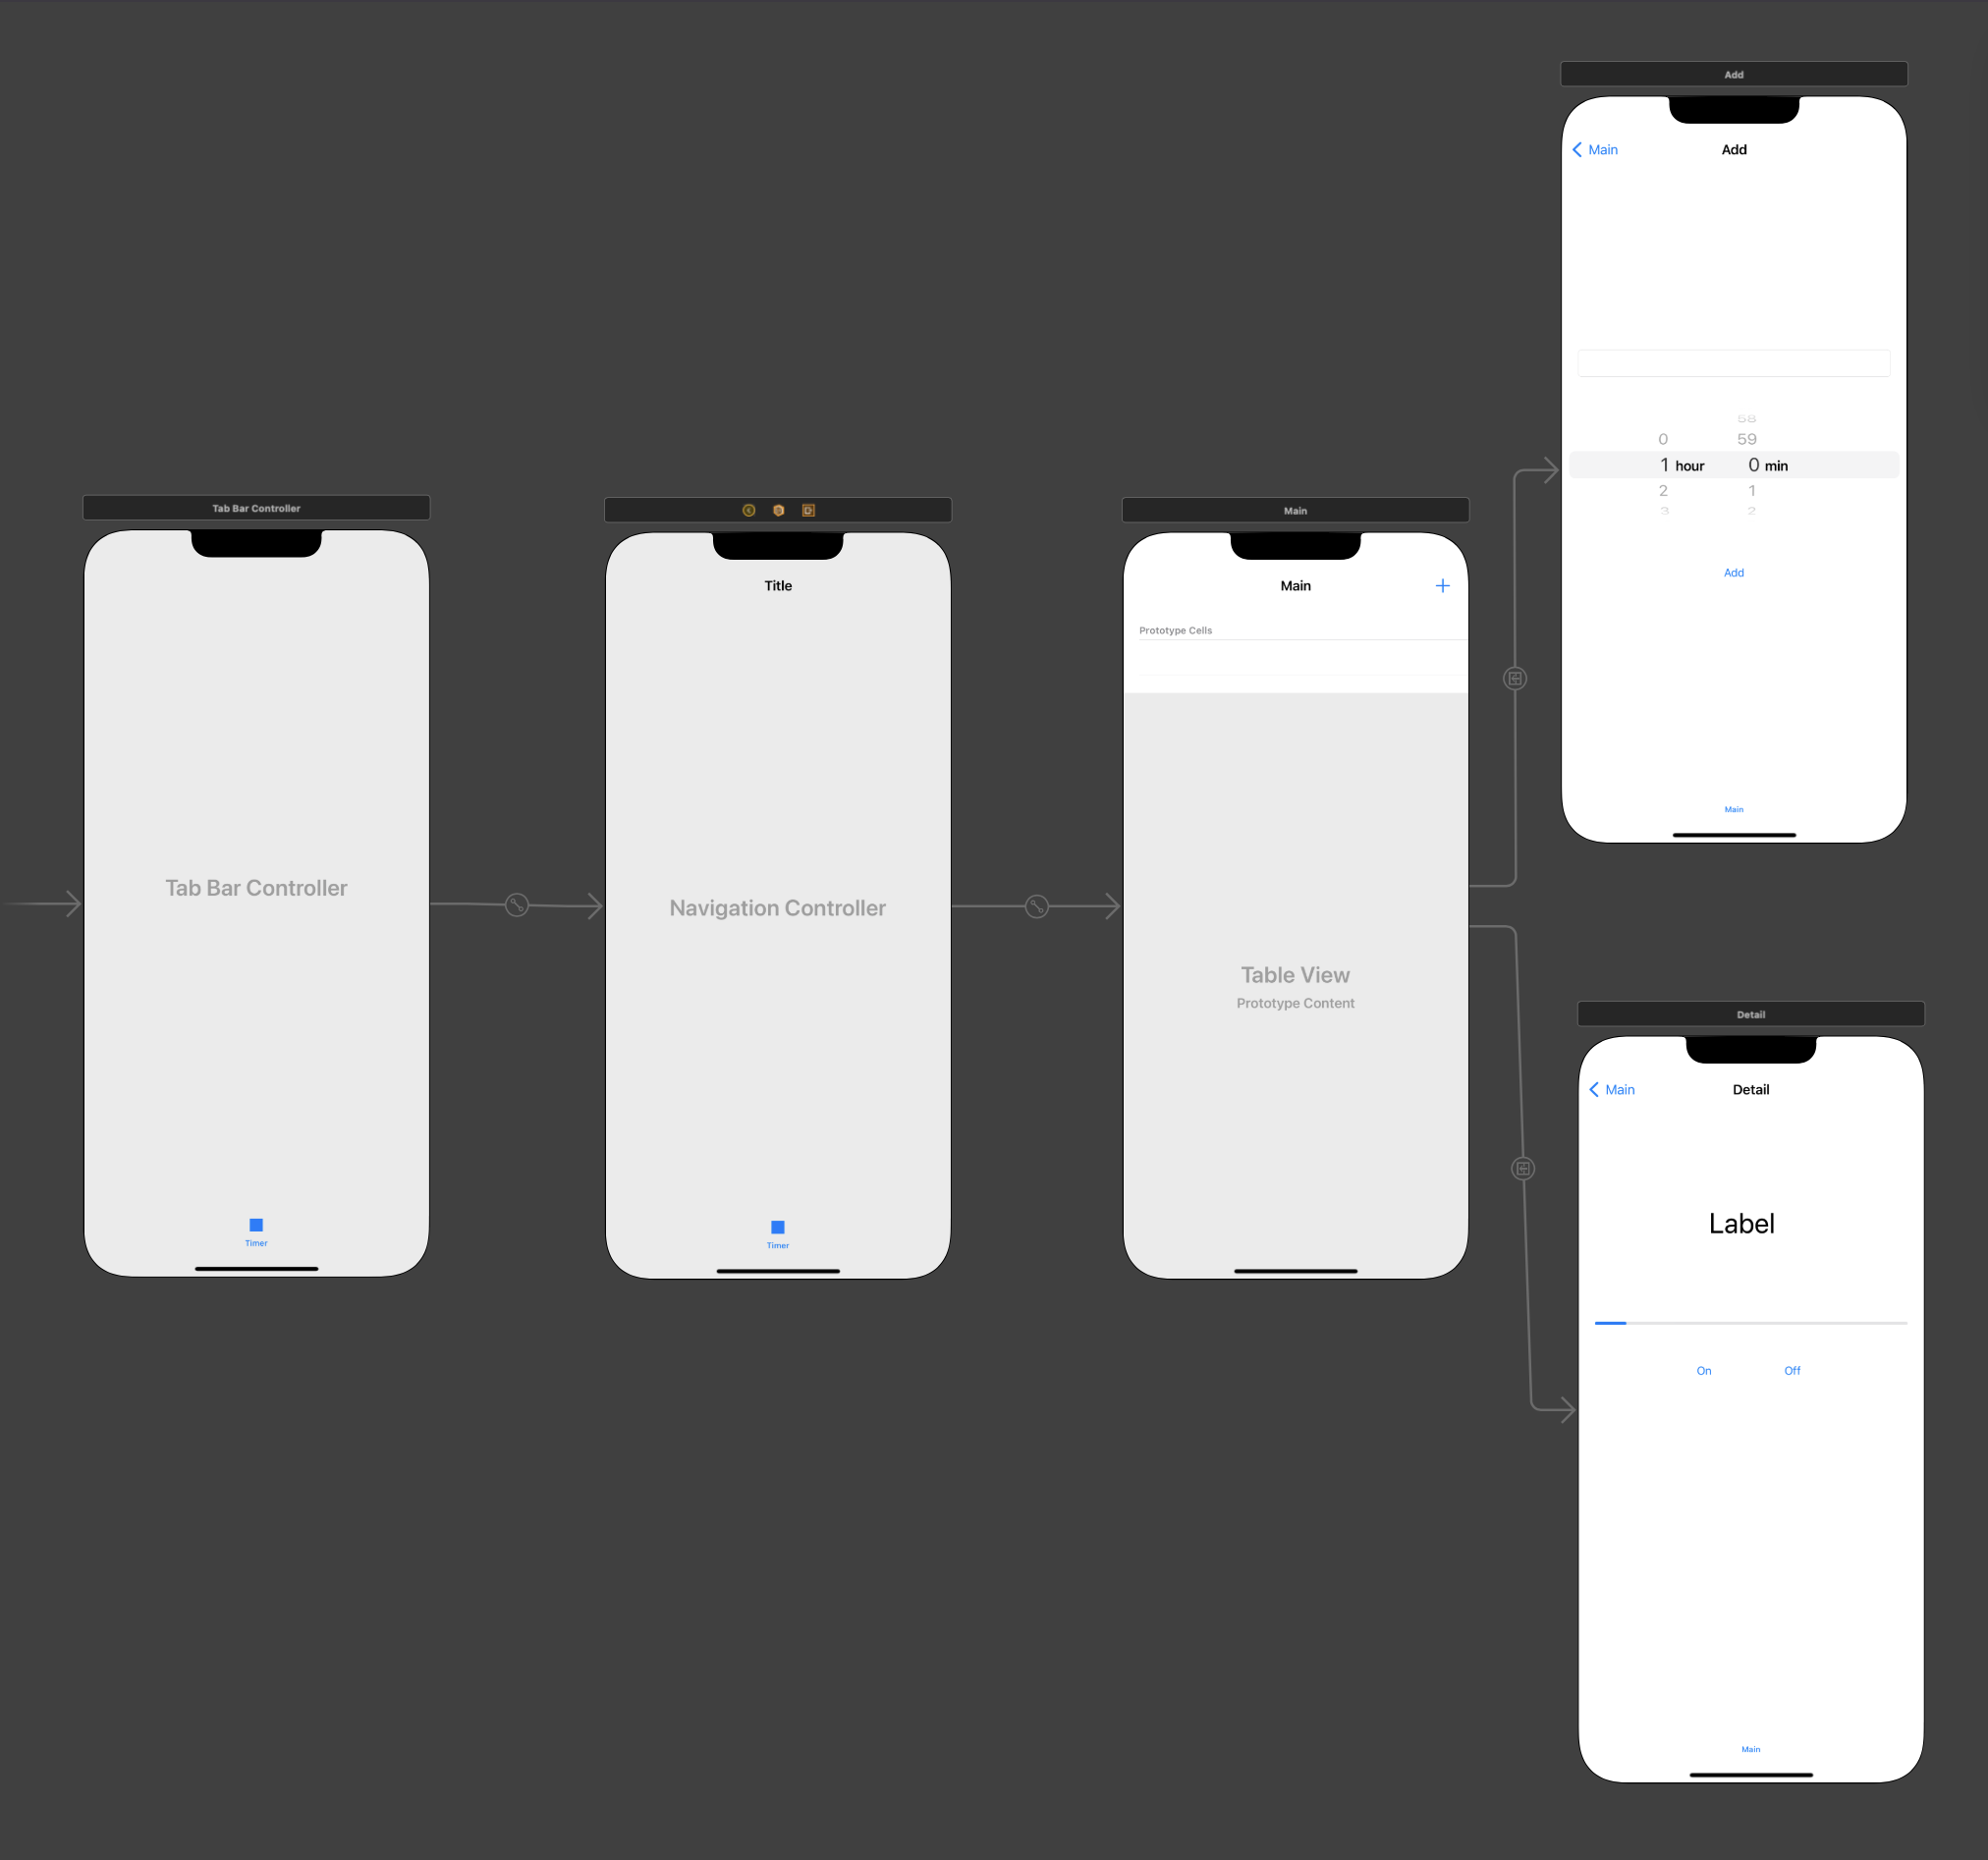 Tab Bar Controller
Tab Bar Controller
Timer
Title
Navigation Controller
Timer
Main
Main
Prototype Cells
Table View
Prototype Content
Add
Main
Add
58
0 59
1 hour 0 min
2 1
3 2
Add
Main
Detail
Main
Detail
Label
On Off
Main